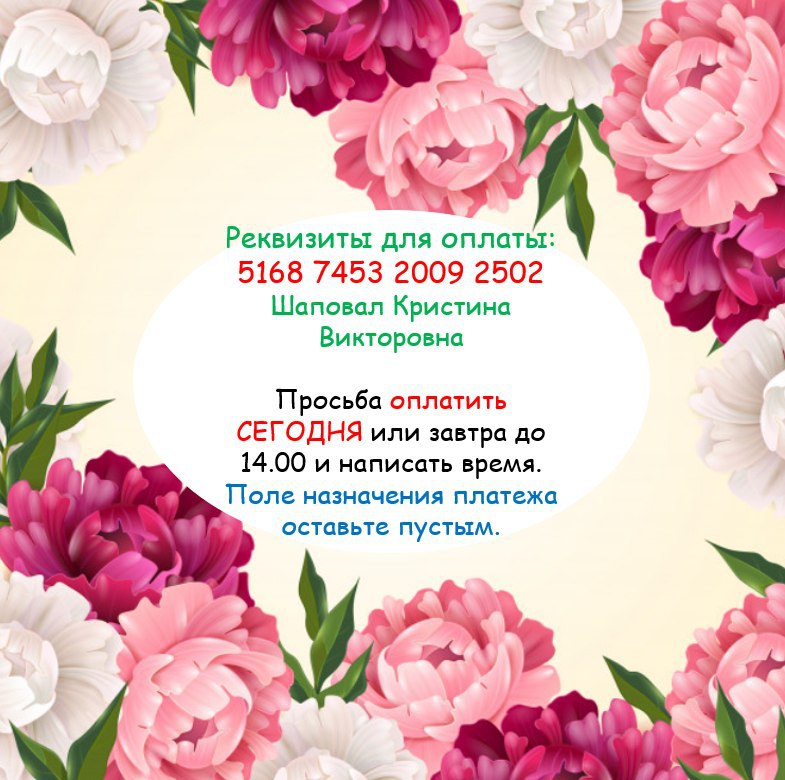 Реквизиты для оплаты:
5168 7453 2009 2502
Шаповал Кристина
Викторовна
Просьба оплатить
СЕГОДНЯ или завтра до
14.00 и написать время.
Поле назначения платежа
оставьте пустым.